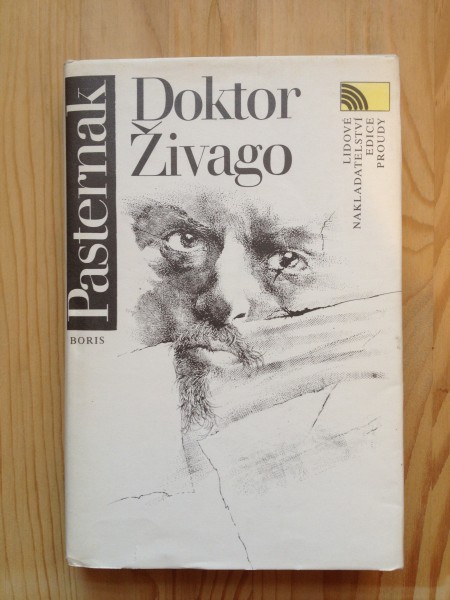 BORIS
Pasternak
Doktor
Živago
LIDOVÉ
NAKLADATELSTVÍ
EDICE
PROUDY